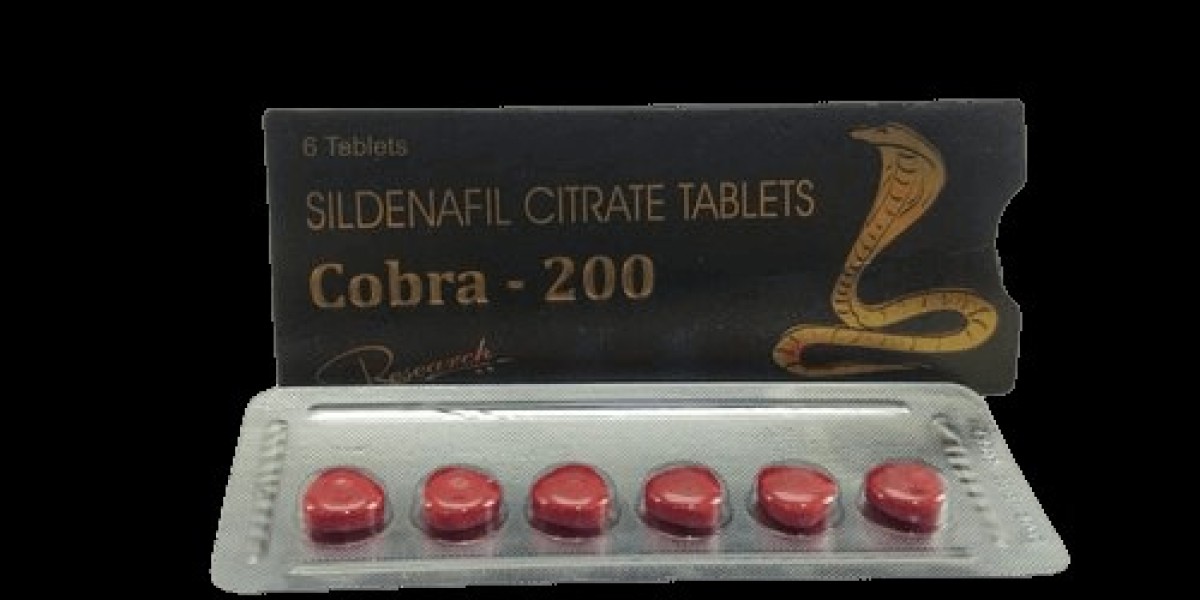 6 Tablets
SILDENAFIL CITRATE TABLETS
Cobra - 200
Research